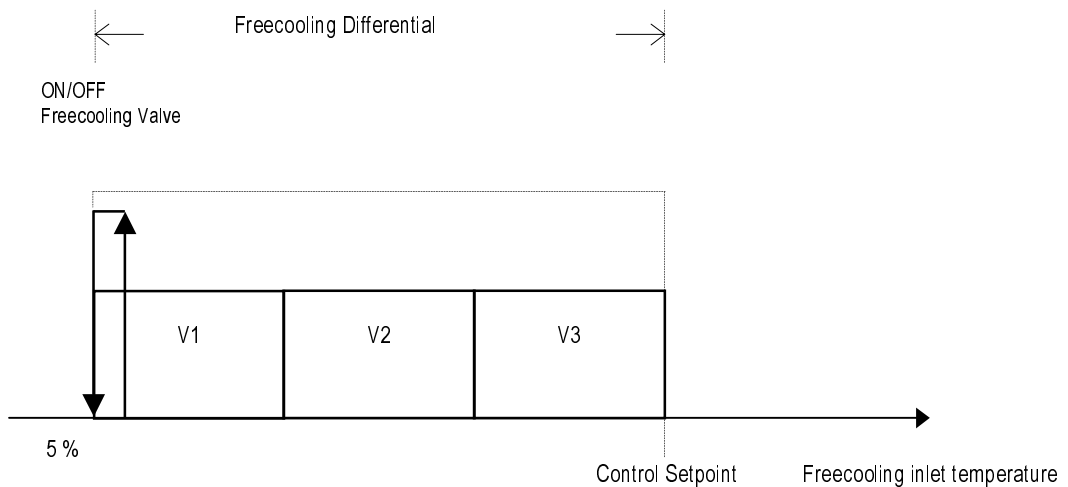 Freecooling Differential
ON/OFF
Freecooling Valve
V1
V2
V3
5 %
Control Setpoint
Freecooling inlet temperature